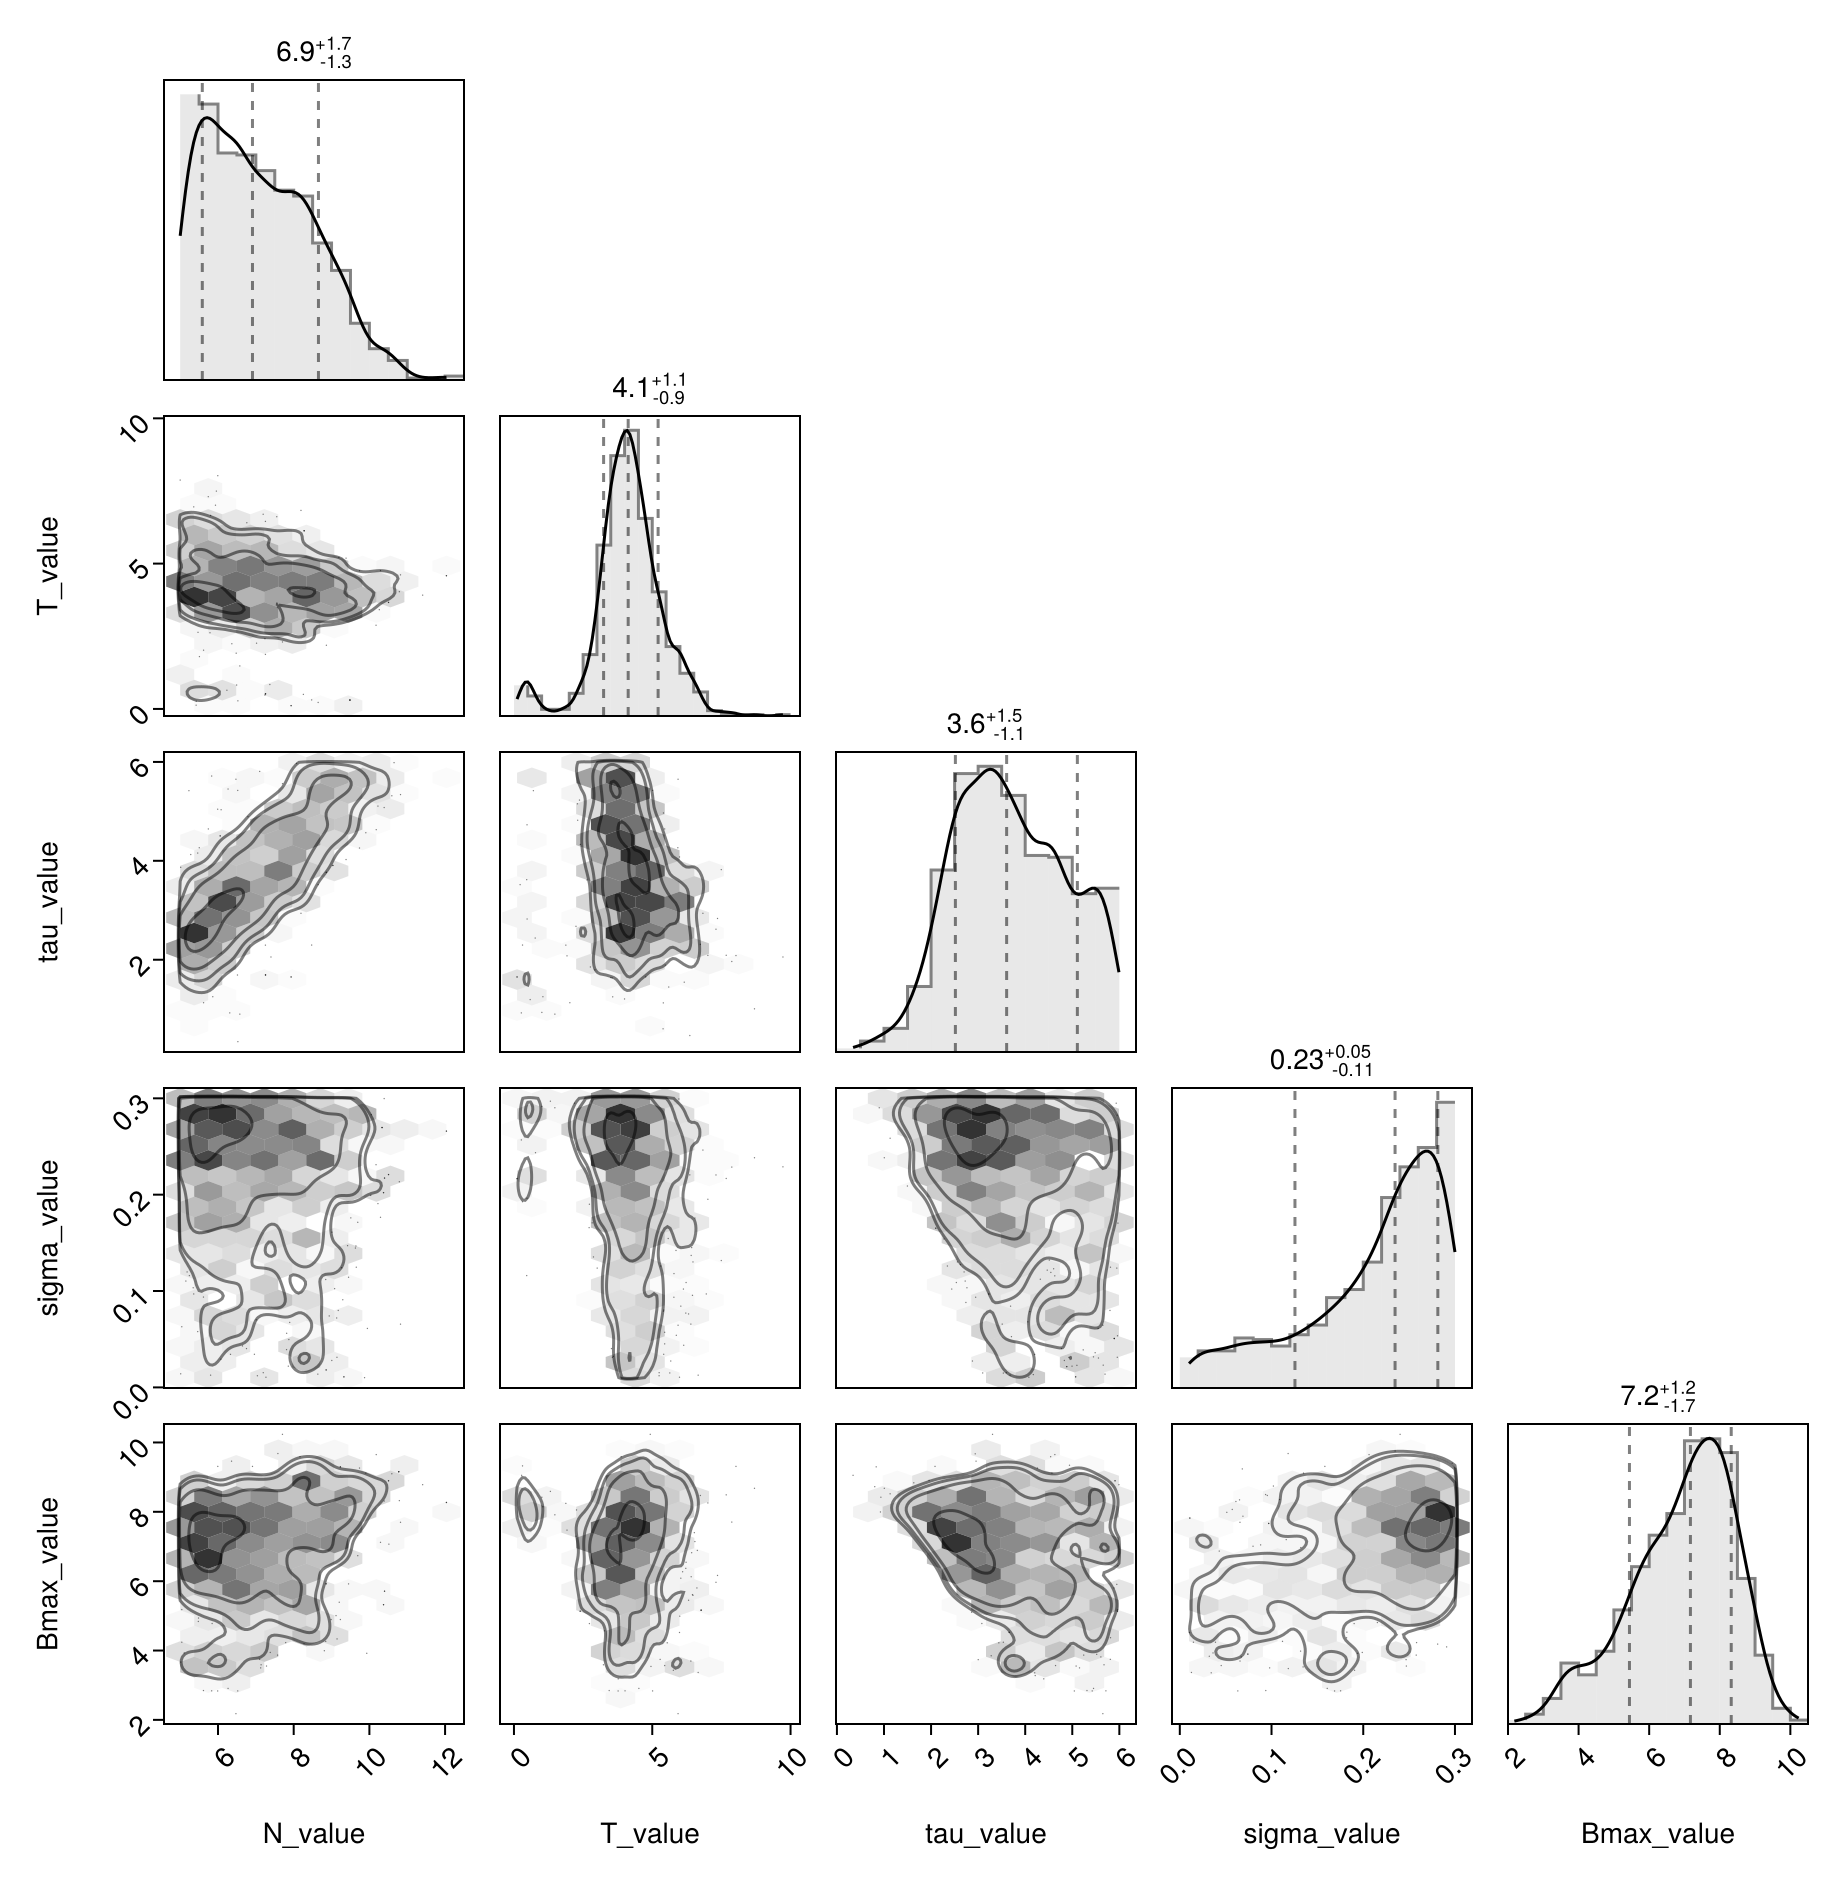 6.9+1.7-1.3
4.1+1.1-0.9
10
5
0
T_value
3.6+1.5-1.1
6
4
2
tau_value
0.23+0.05-0.11
0.3
0.2
0.1
0.0
sigma_value
7.2+1.2-1.7
10
8
6
4
2
Bmax_value
6 8 10 12
0 5 10
0 1 2 3 4 5 6
0.0 0.1 0.2 0.3
2 4 6 8 10
N_value T_value tau_value sigma_value Bmax_value